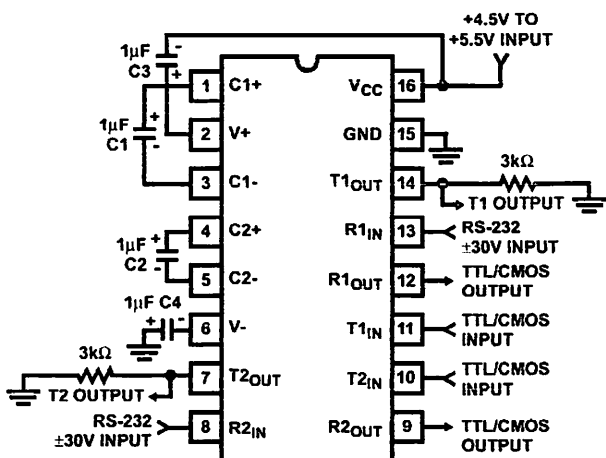 +4.5V TO
+5.5V INPUT
1µF
C3
-
+
1 C1+
VCC 16
1µF
C1
+
-
2 V+
GND 15
3 C1-
T1OUT 14
3kΩ
T1 OUTPUT
4 C2+
R1IN 13
RS-232
±30V INPUT
1µF
C2
+
-
5 C2-
R1OUT 12
TTL/CMOS
OUTPUT
1µF C4
+ -
6 V-
T1IN 11
TTL/CMOS
INPUT
3kΩ
T2 OUTPUT
7 T2OUT
T2IN 10
TTL/CMOS
INPUT
RS-232
±30V INPUT
8 R2IN
R2OUT 9
TTL/CMOS
OUTPUT